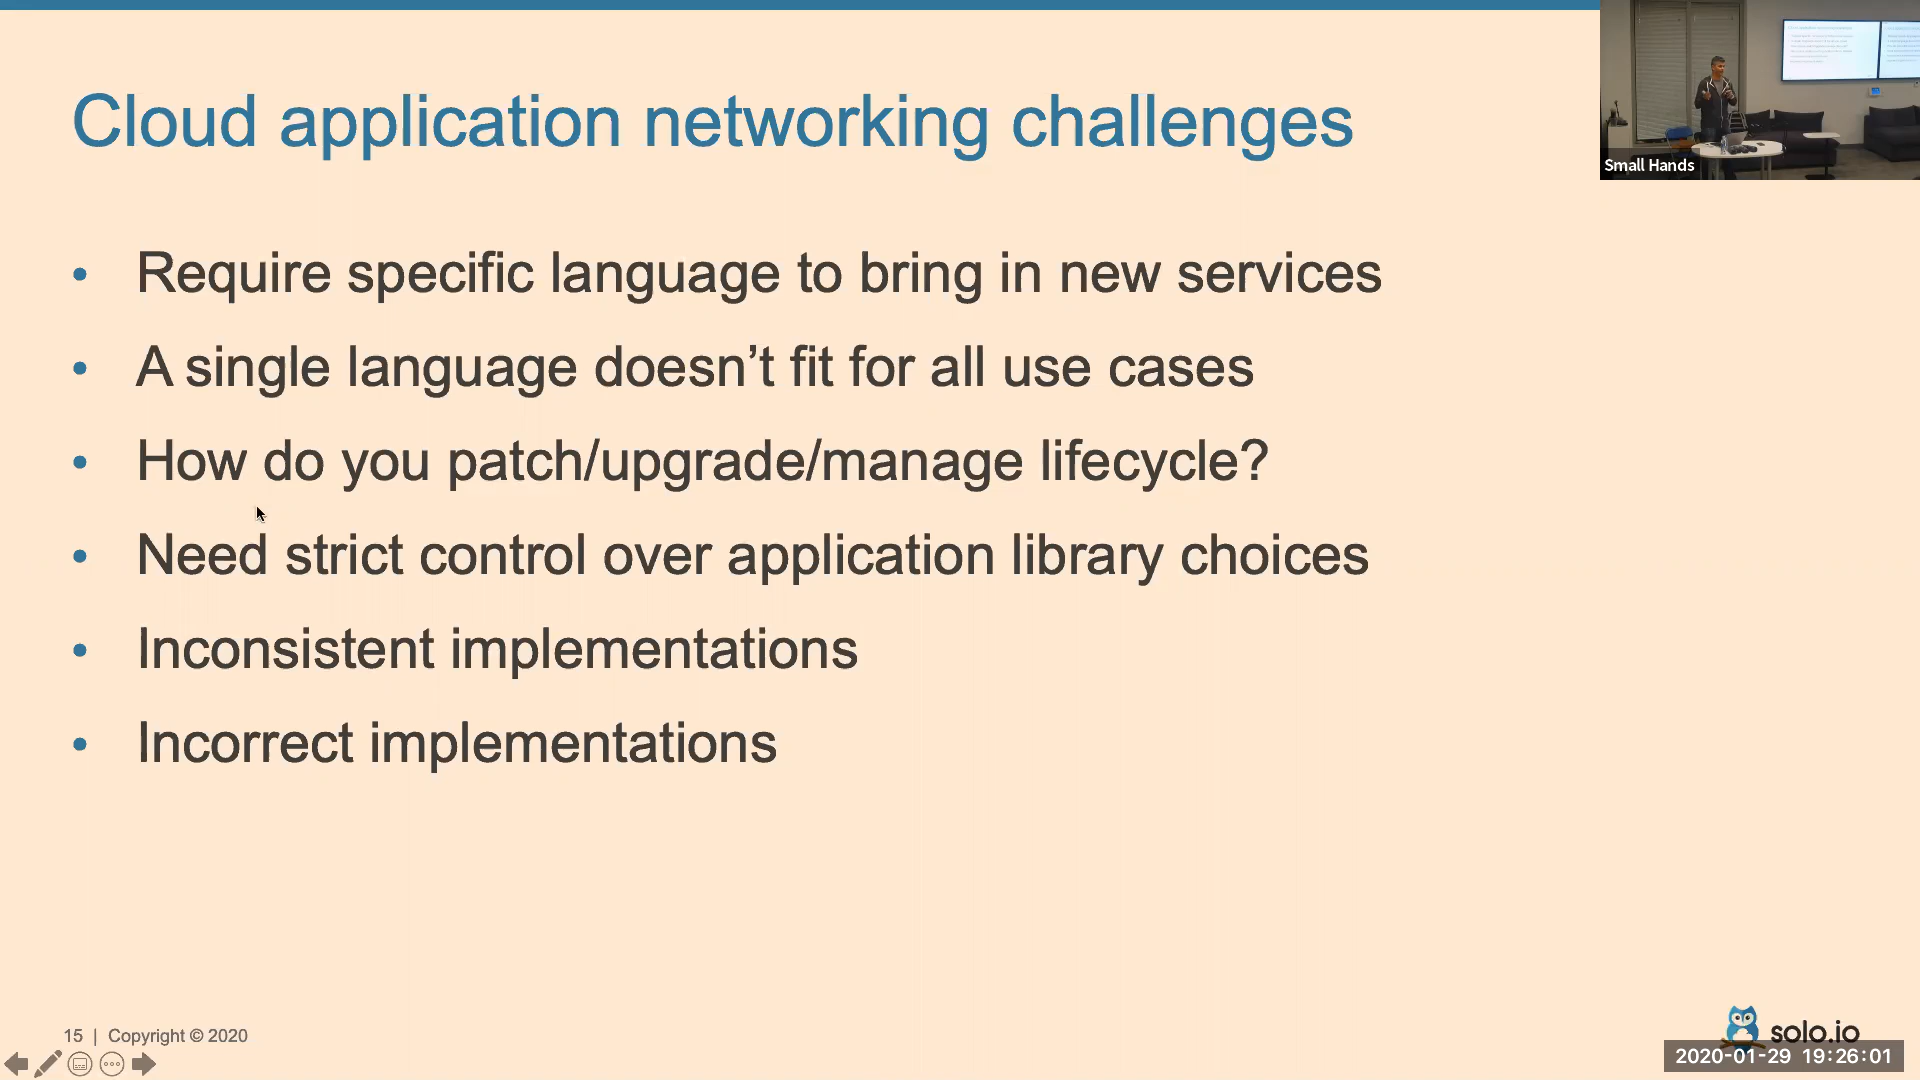 Cloud application networking challenges
Small Hands
• Require specific language to bring in new services
• A single language doesn’t fit for all use cases
• How do you patch/upgrade/manage lifecycle?
• Need strict control over application library choices
• Inconsistent implementations
• Incorrect implementations
15 | Copyright © 2020
solo.io
2020-01-29 19:26:01